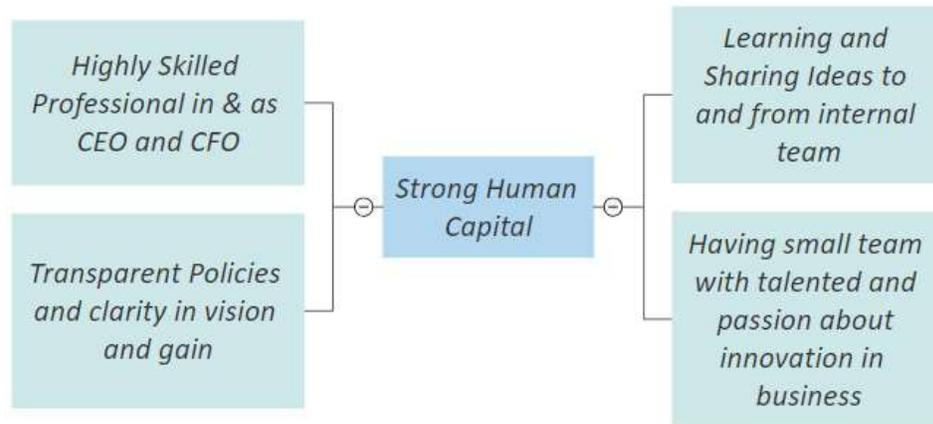 Highly Skilled
Professional in & as
CEO and CFO
Transparent Policies
and clarity in vision
and gain
Strong Human
Capital
Learning and
Sharing Ideas to
and from internal
team
Having small team
with talented and
passion about
innovation in
business